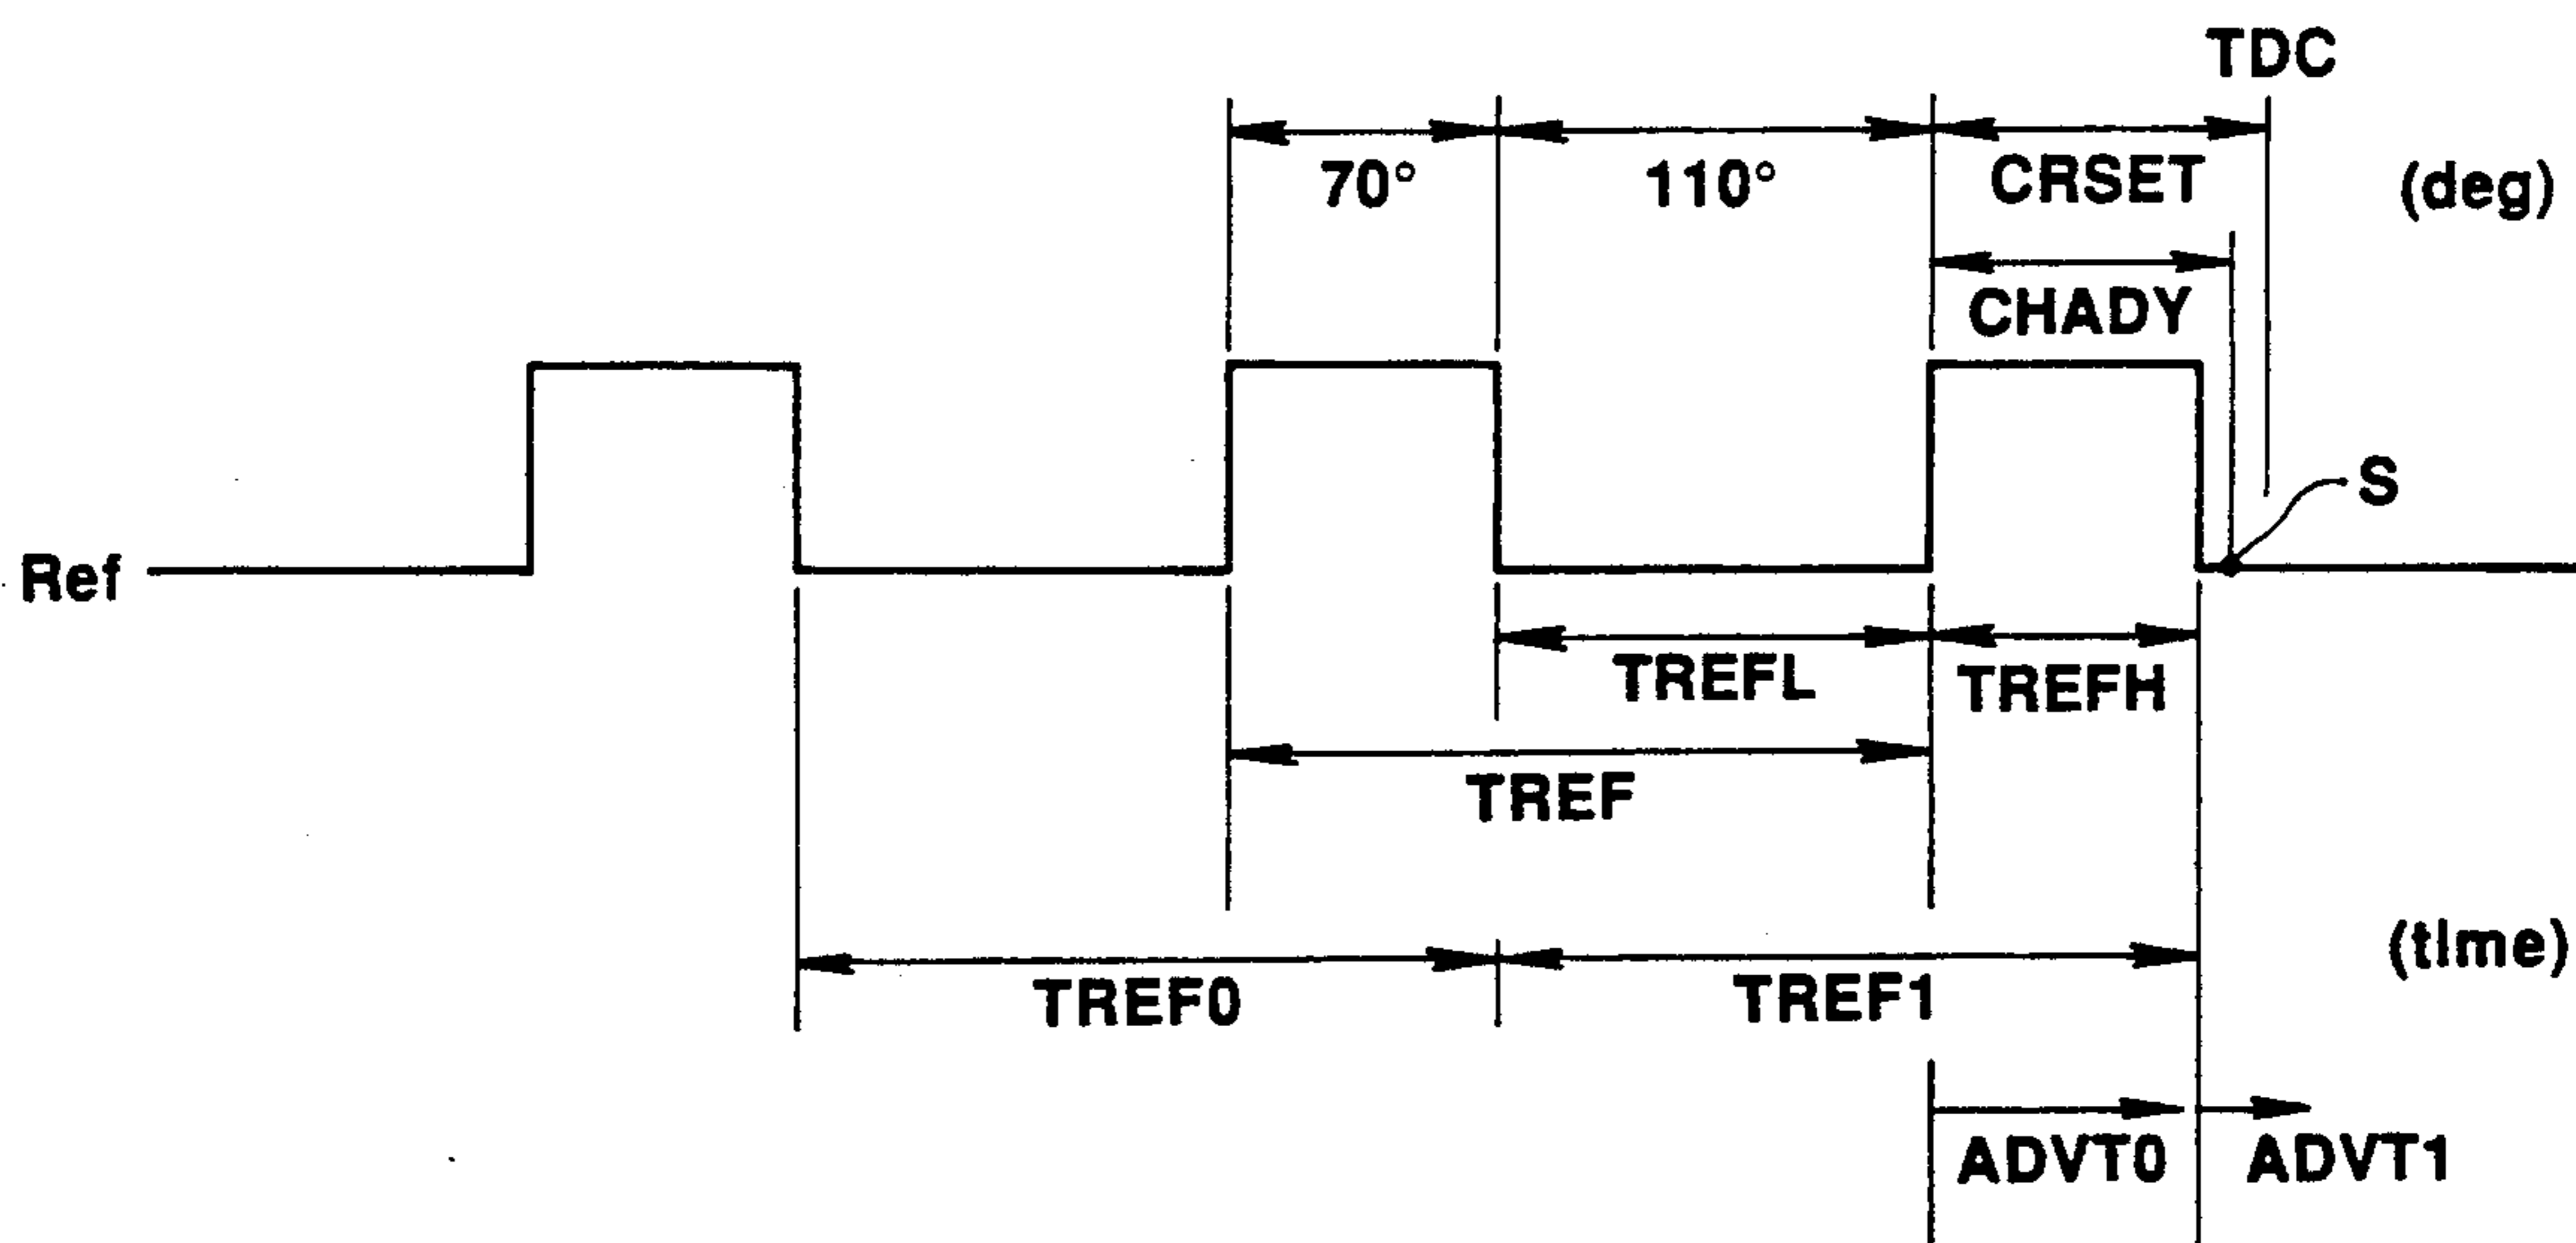 TDC
70° 110° CRSET (deg)
CHADY
S
Ref
TREFL TREFH
TREF
(time)
TREF0 TREF1
ADVT0 ADVT1